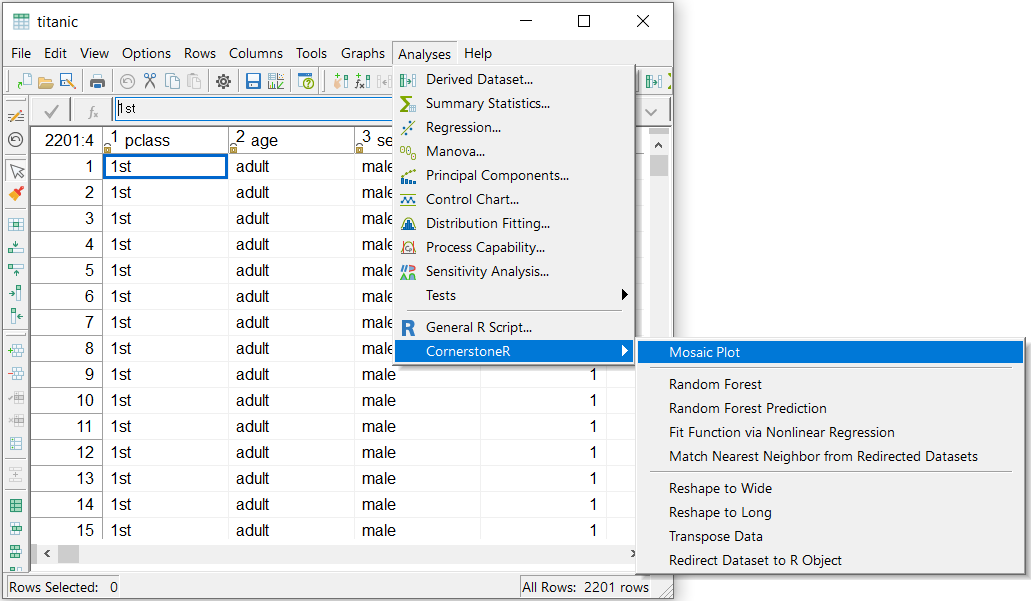 titanic
File Edit View Options Rows Columns Tools Graphs Analyses Help
1st
2201:4 1 pclass 2 age 3 se
1 1st adult male
2 1st adult male
3 1st adult male
4 1st adult male
5 1st adult male
6 1st adult male
7 1st adult male
8 1st adult male
9 1st adult male 1
10 1st adult male 1
11 1st adult male 1
12 1st adult male 1
13 1st adult male 1
14 1st adult male 1
15 1st adult male 1
Rows Selected: 0 All Rows: 2201 rows
Derived Dataset...
Summary Statistics...
Regression...
Manova...
Principal Components...
Control Chart...
Distribution Fitting...
Process Capability...
Sensitivity Analysis...
Tests
R General R Script...
CornerstoneR
Mosaic Plot
Random Forest
Random Forest Prediction
Fit Function via Nonlinear Regression
Match Nearest Neighbor from Redirected Datasets
Reshape to Wide
Reshape to Long
Transpose Data
Redirect Dataset to R Object